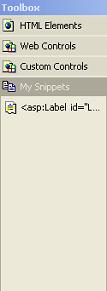 Toolbox
HTML Elements
Web Controls
Custom Controls
My Snippets
<asp:Label id="L...